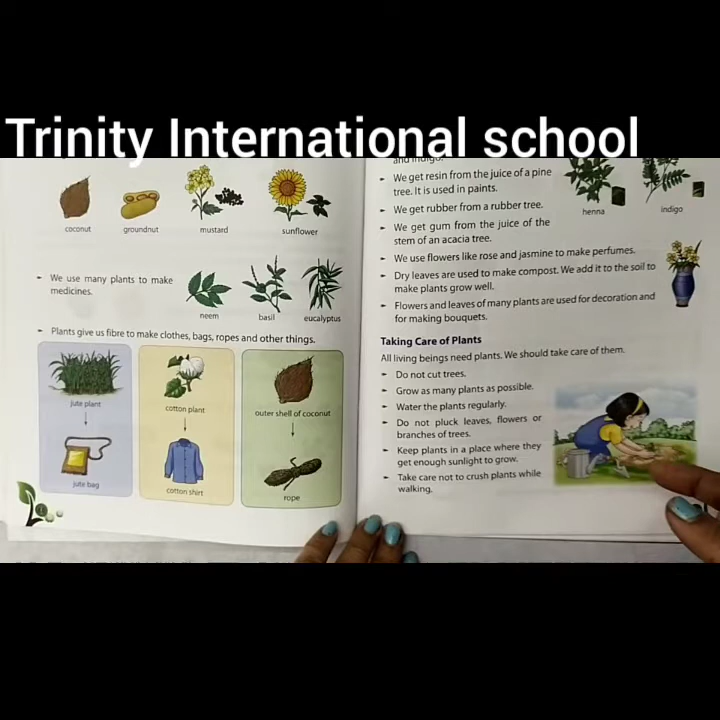 Trinity International school
coconut
groundnut
mustard
sunflower
We use many plants to make
medicines.
neem
basil
eucalyptus
Plants give us fibre to make clothes, bags, ropes and other things.
jute plant
cotton plant
outer shell of coconut
jute bag
cotton shirt
rope
and indigo.
We get resin from the juice of a pine
tree. It is used in paints.
We get rubber from a rubber tree.
We get gum from the juice of the
stem of an acacia tree.
henna
indigo
We use flowers like rose and jasmine to make perfumes.
Dry leaves are used to make compost. We add it to the soil to
make plants grow well.
Flowers and leaves of many plants are used for decoration and
for making bouquets.
Taking Care of Plants
All living beings need plants. We should take care of them.
Do not cut trees.
Grow as many plants as possible.
Water the plants regularly.
Do not pluck leaves, flowers or
branches of trees.
Keep plants in a place where they
get enough sunlight to grow.
Take care not to crush plants while
walking.